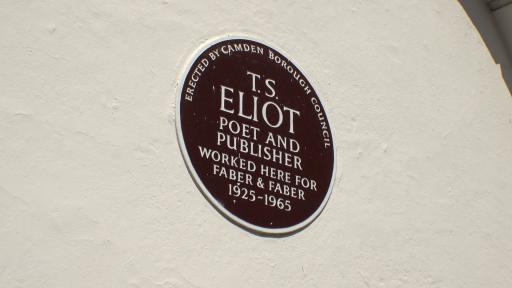 ERECTED BY CAMDEN BOROUGH COUNCIL
T.S.
ELIOT
POET AND
PUBLISHER
WORKED HERE FOR
FABER & FABER
1925~1965